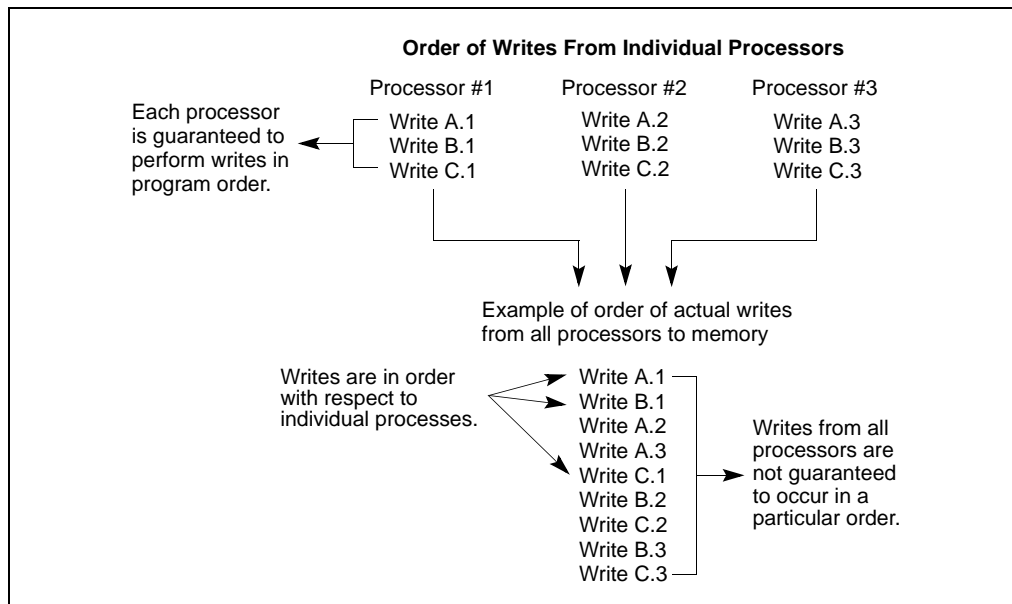 Order of Writes From Individual Processors
Processor #1
Processor #2
Processor #3
Each processor
is guaranteed to
perform writes in
program order.
Write A.1
Write B.1
Write C.1
Write A.2
Write B.2
Write C.2
Write A.3
Write B.3
Write C.3
Example of order of actual writes
from all processors to memory
Writes are in order
with respect to
individual processes.
Write A.1
Write B.1
Write A.2
Write A.3
Write C.1
Write B.2
Write C.2
Write B.3
Write C.3
Writes from all
processors are
not guaranteed
to occur in a
particular order.